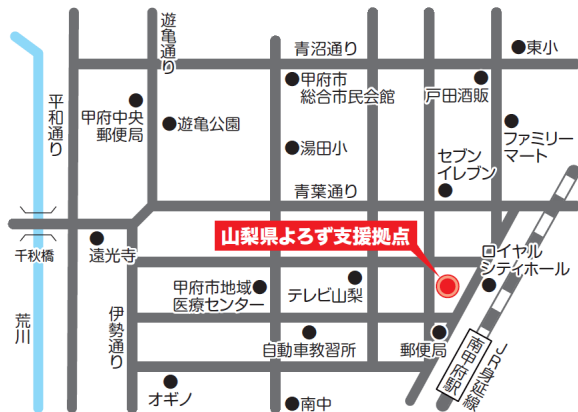 遊亀通り
青沼通り
東小
平和通り
甲府市
総合市民会館
戸田酒販
甲府中央
郵便局
遊亀公園
ファミリー
マート
湯田小
セブン
イレブン
青葉通り
山梨県よろず支援拠点
千秋橋
遠光寺
ロイヤル
シティホール
甲府市地域
医療センター
テレビ山梨
荒川
伊勢通り
自動車教習所
郵便局
南甲府駅
JR身延線
オギノ
南中